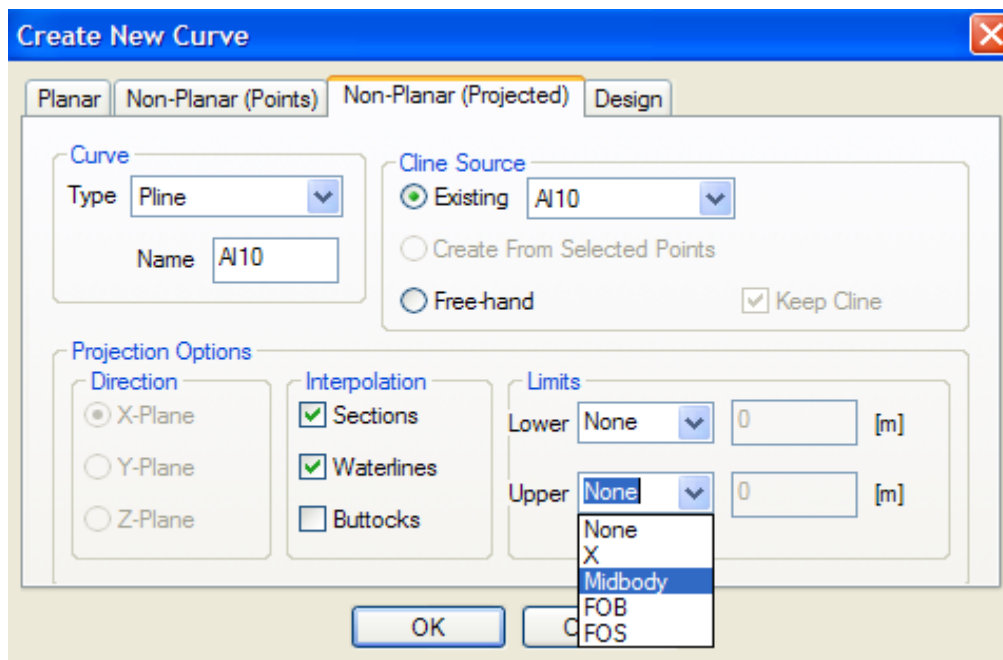 Create New Curve
Planar Non-Planar (Points) Non-Planar (Projected) Design
Curve
Type Pline
Name AI10
Cline Source
Existing AI10
Create From Selected Points
Free-hand Keep Cline
Projection Options
Direction
X-Plane
Y-Plane
Z-Plane
Interpolation
Sections
Waterlines
Buttocks
Limits
Lower None 0 [m]
Upper None 0 [m]
None
X
Midbody
FOB
FOS
OK C